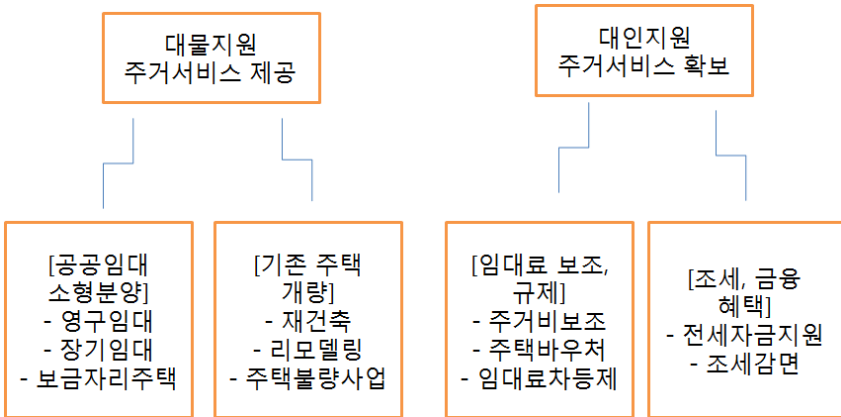 대물지원
주거서비스 제공
대인지원
주거서비스 확보
[공공임대
소형분양]
- 영구임대
- 장기임대
- 보금자리주택
[기존 주택
개량]
- 재건축
- 리모델링
- 주택불량사업
[임대료 보조,
규제]
- 주거비보조
- 주택바우처
- 임대료차등제
[조세, 금융
혜택]
- 전세자금지원
- 조세감면